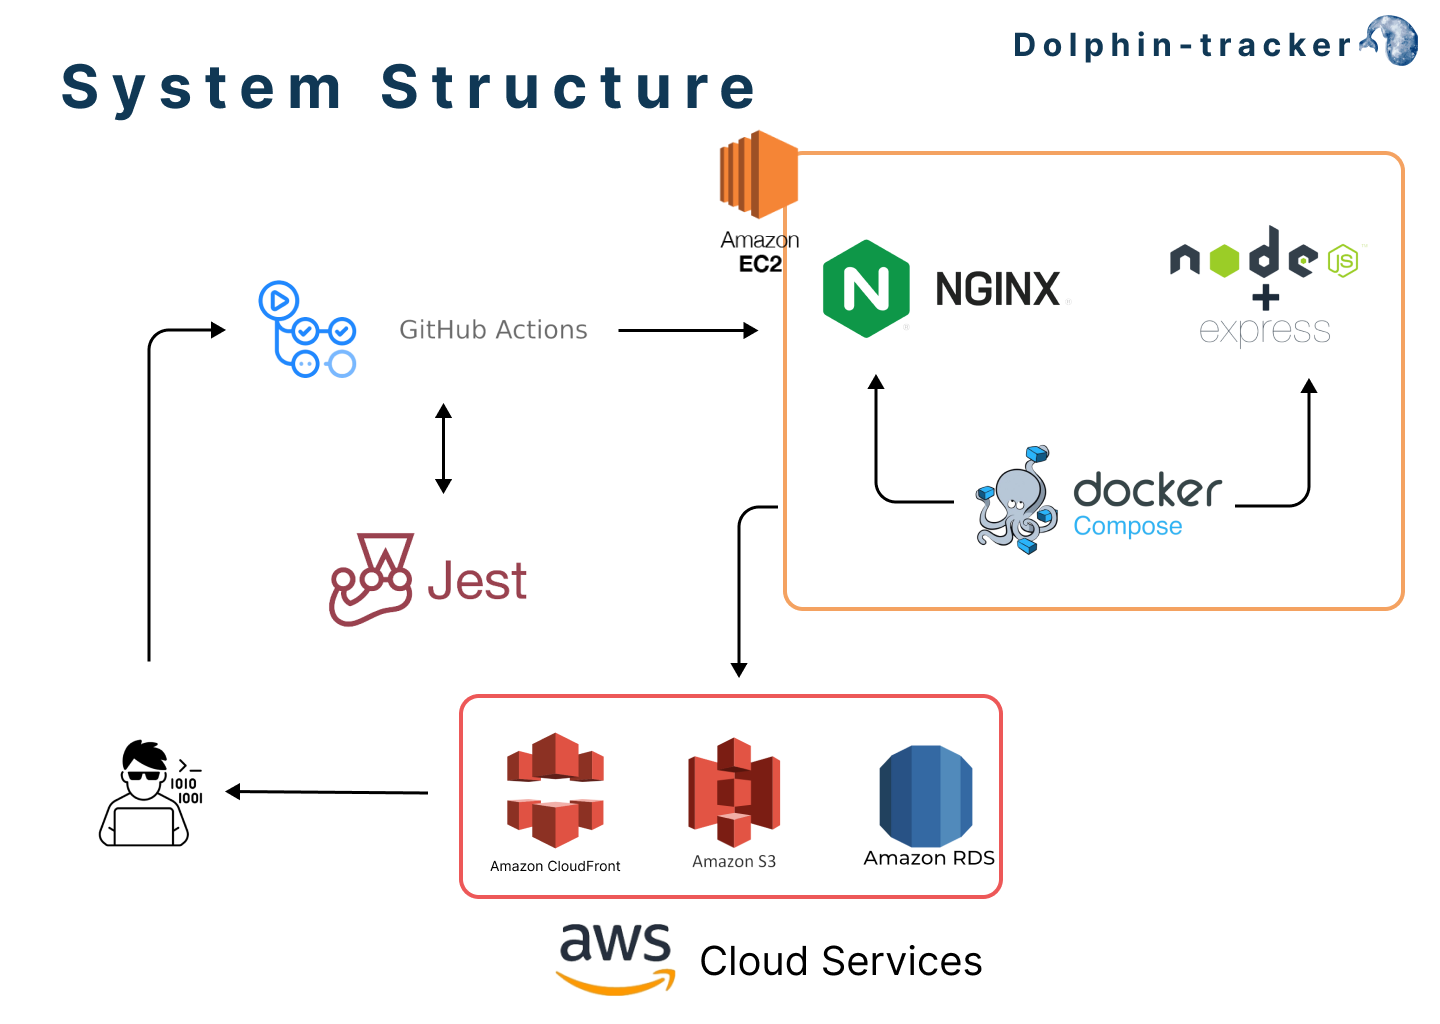 Dolphin-tracker
System Structure
Amazon
EC2
NGINX
node
JS
+
express
GitHub Actions
docker
Compose
Jest
>_
1010
1001
Amazon CloudFront
Amazon S3
Amazon RDS
aws
Cloud Services